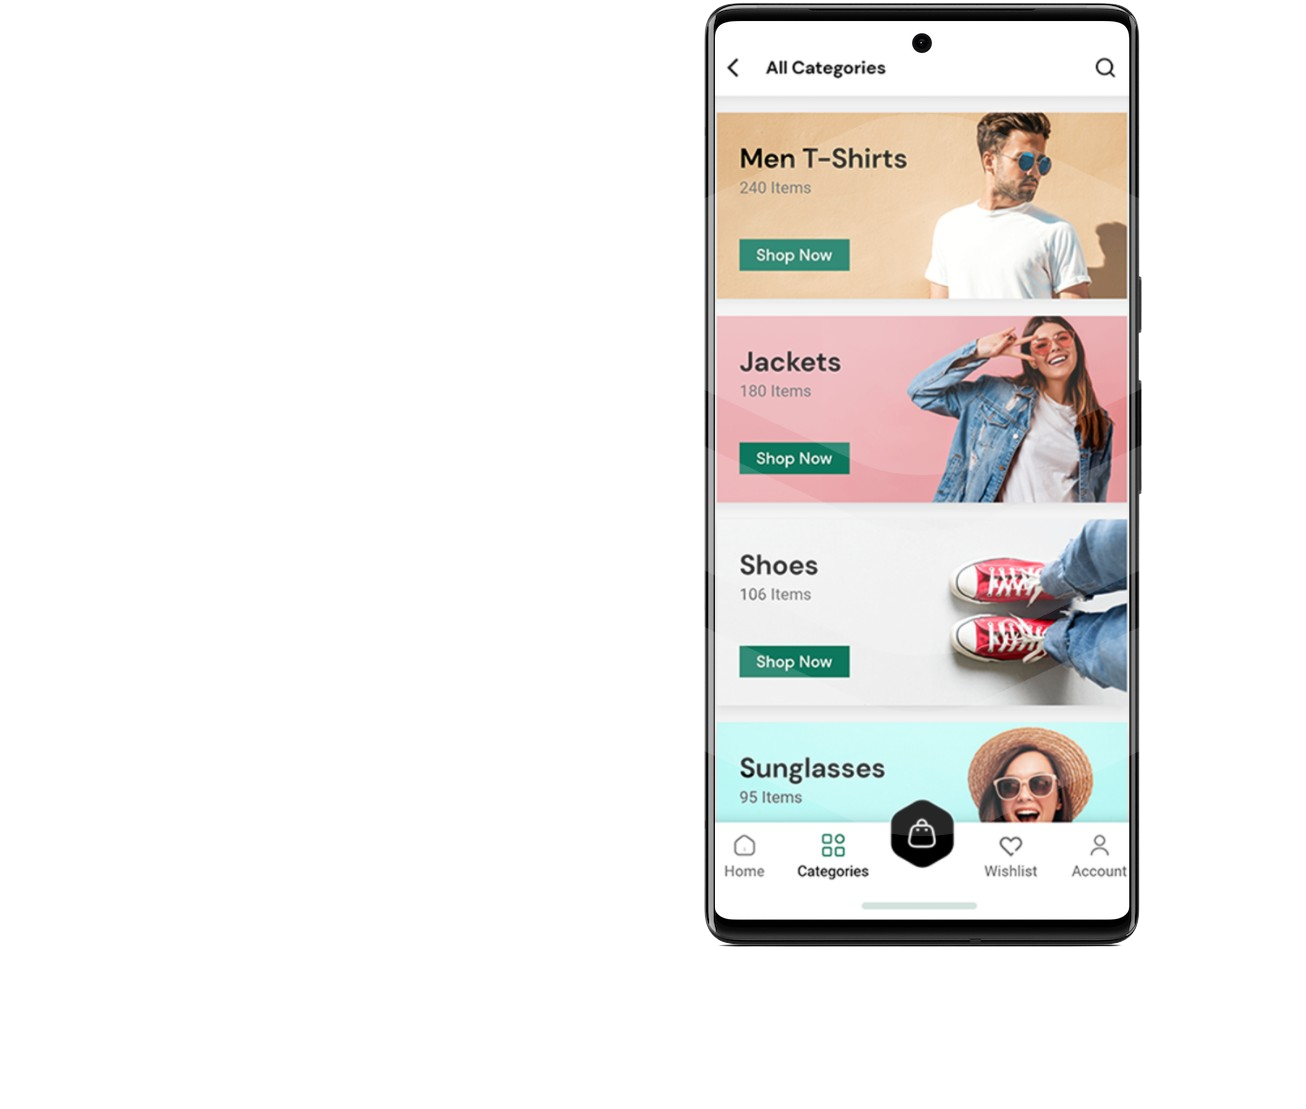 All Categories
Men T-Shirts
240 Items
Shop Now
Jackets
180 Items
Shop Now
Shoes
106 Items
Shop Now
Sunglasses
95 Items
Home
Categories
Wishlist
Account